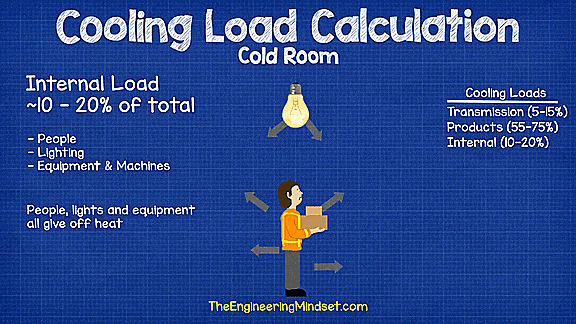 Cooling Load Calculation
Cold Room
Internal Load
~10 - 20% of total
- People
- Lighting
- Equipment & Machines
People, lights and equipment
all give off heat
Cooling Loads
Transmission (5-15%)
Products (55-75%)
Internal (10-20%)
TheEngineeringMindset.com